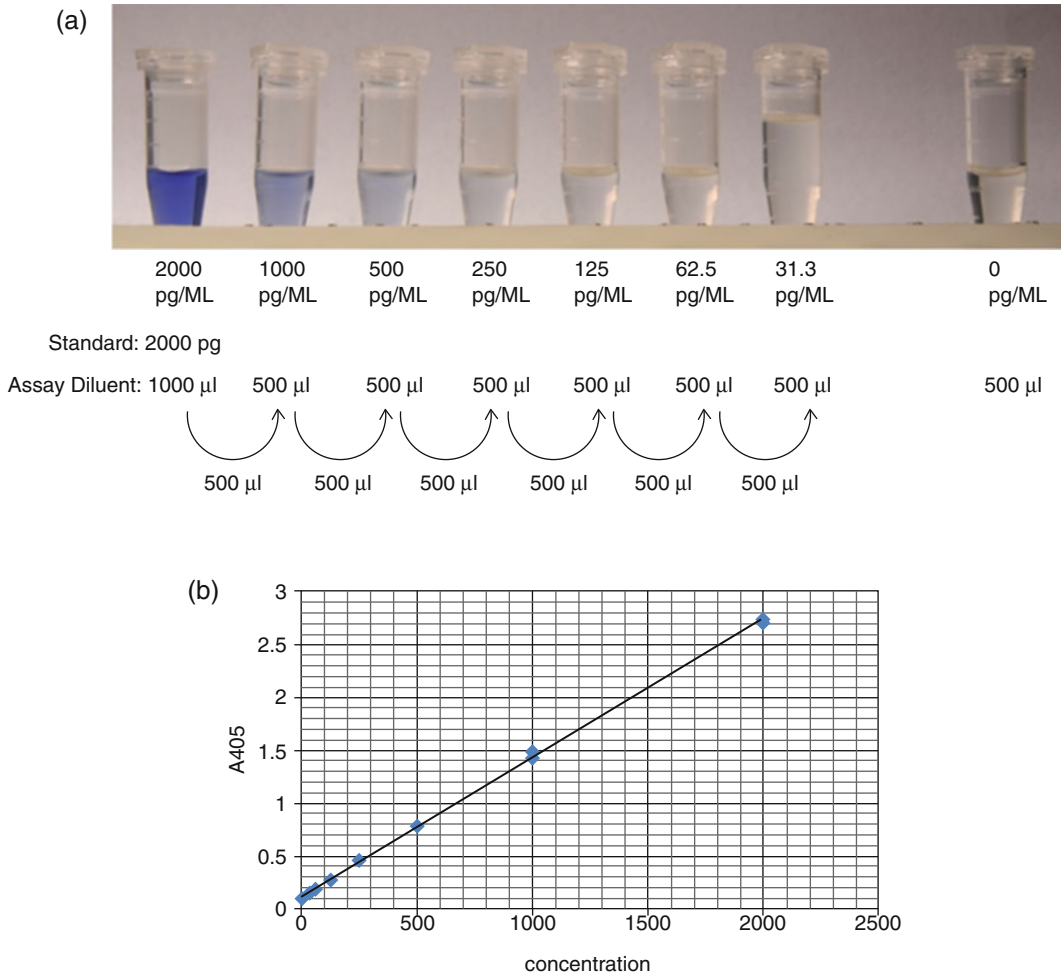 (a)
2000 1000 500 250 125 62.5 31.3 0
pg/ML pg/ML pg/ML pg/ML pg/ML pg/ML pg/ML pg/ML
Standard: 2000 pg
Assay Diluent: 1000 μl 500 μl 500 μl 500 μl 500 μl 500 μl 500 μl 500 μl
500 μl 500 μl 500 μl 500 μl 500 μl 500 μl
(b)
3
2.5
2
1.5
1
0.5
0
A405
0 500 1000 1500 2000 2500
concentration